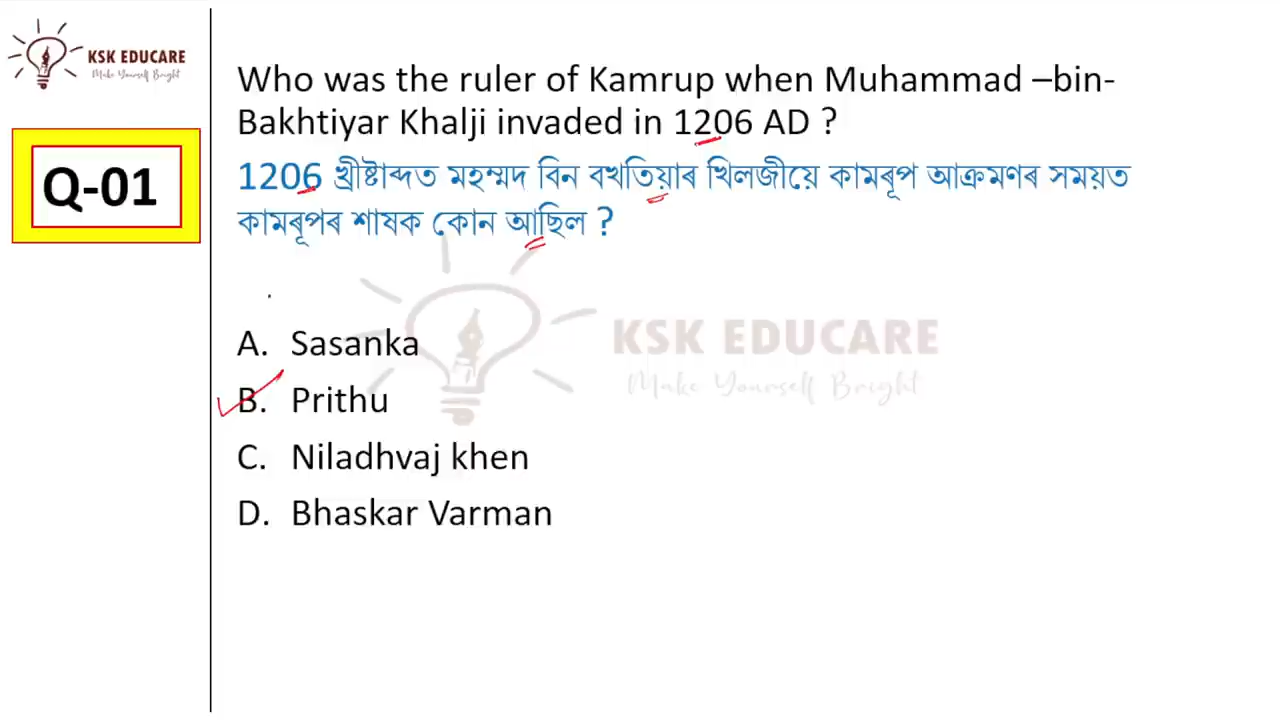 KSK EDUCARE
Make Yourself Bright
Q-01
Who was the ruler of Kamrup when Muhammad –bin-
Bakhtiyar Khalji invaded in 1206 AD ?
1206 খ্ৰীষ্টাব্দত মহম্মদ বিন বখতিয়াৰ খিলজীয়ে কামৰূপ আক্ৰমণৰ সময়ত
কামৰূপৰ শাষক কোন আছিল ?
KSK EDUCARE
Make Yourself Bright
A. Sasanka
B. Prithu
C. Niladhvaj khen
D. Bhaskar Varman